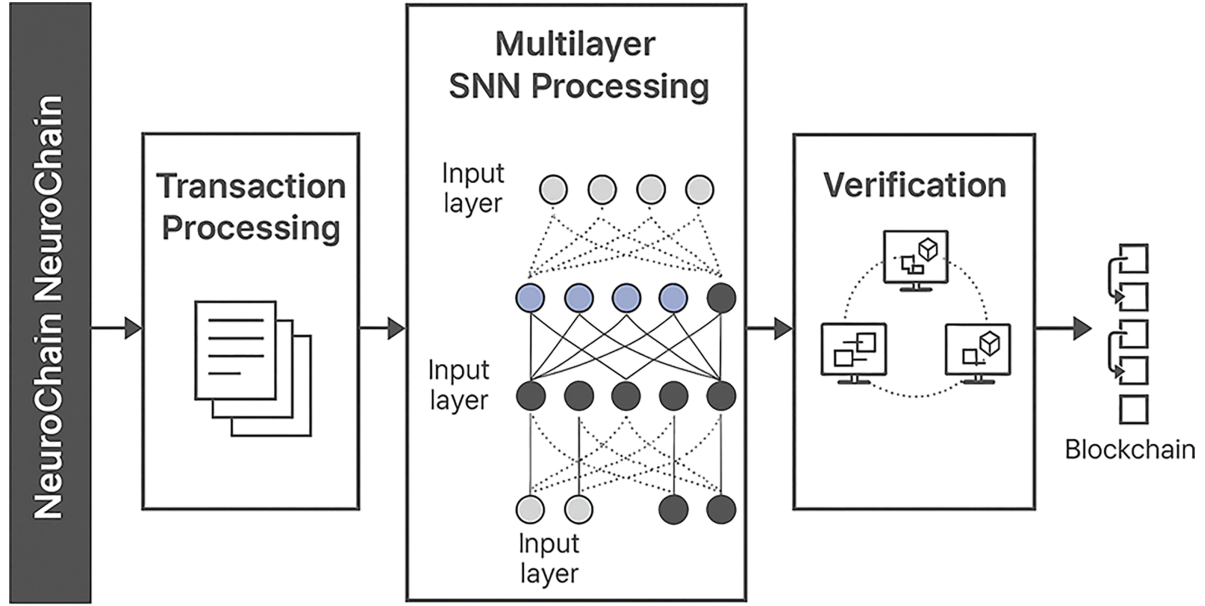 NeuroChain NeuroChain
Transaction
Processing
Multilayer
SNN Processing
Input
layer
Input
layer
Input
layer
Verification
Blockchain